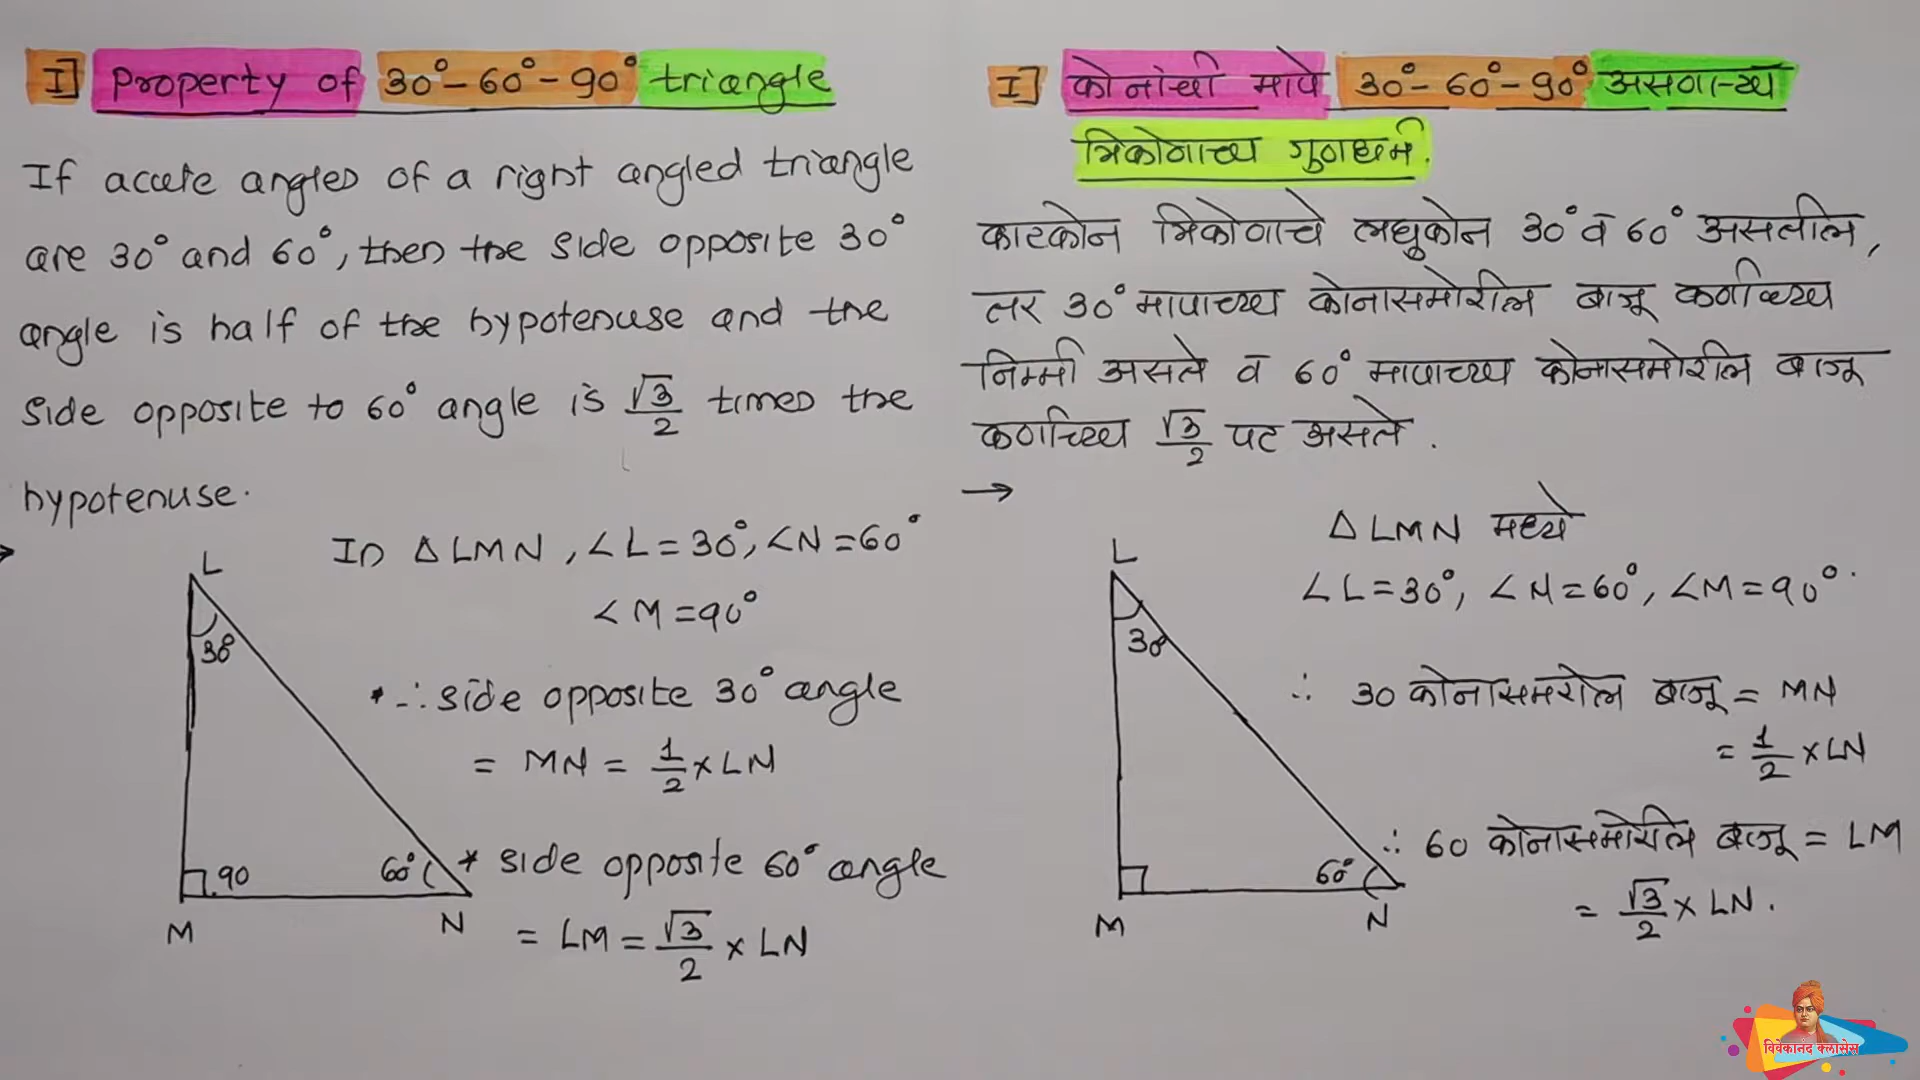 I] Property of 30°-60°-90° triangle
If acute angles of a right angled triangle
are 30° and 60°, then the side opposite 30°
angle is half of the hypotenuse and the
side opposite to 60° angle is √3/2 times the
hypotenuse.
In △LMN, ∠L=30°, ∠N=60°
∠M=90°
* ∴ side opposite 30° angle
= MN = 1/2 × LN
* side opposite 60° angle
= LM = √3/2 × LN
L
30°
90
60°
M
N
I] कोनांची मापे 30°-60°-90° असणाऱ्या
त्रिकोणाचा गुणधर्म.
काटकोन त्रिकोणाचे लघुकोन 30° व 60° असतील,
तर 30° मापाच्या कोनासमोरील बाजू कर्णाच्या
निम्मी असते व 60° मापाच्या कोनासमोरील बाजू
कर्णाच्या √3/2 पट असते.
→
△LMN मध्ये
∠L=30°, ∠N=60°, ∠M=90°.
∴ 30 कोनासमरोल बाजू = MN
= 1/2 × LN
∴ 60 कोनासमोरील बाजू = LM
= √3/2 × LN.
L
30°
60°
M
N
विवेकानंद क्लासेस